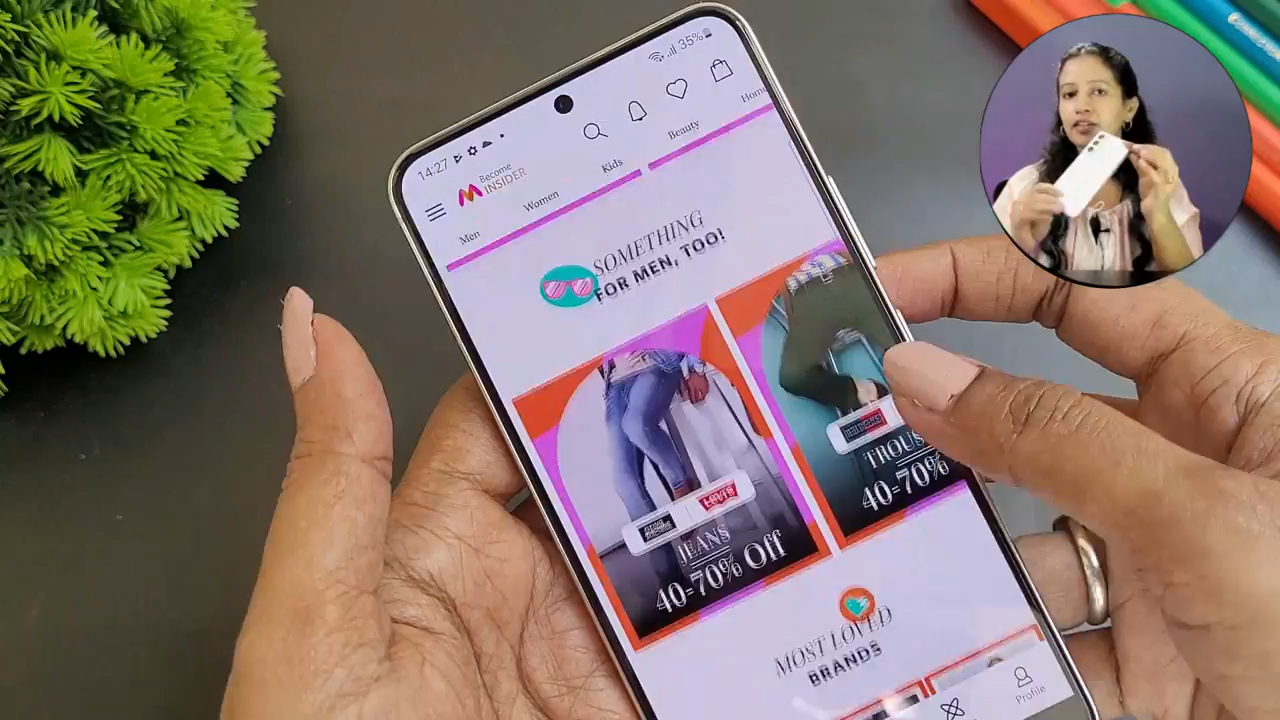 14:27
35%
Become
INSIDER
Men
Women
Kids
Beauty
Home
SOMETHING
FOR MEN, TOO!
LEVI'S
JEANS
40-70% Off
TROUS
40-70%
MOST LOVED
BRANDS
Profile